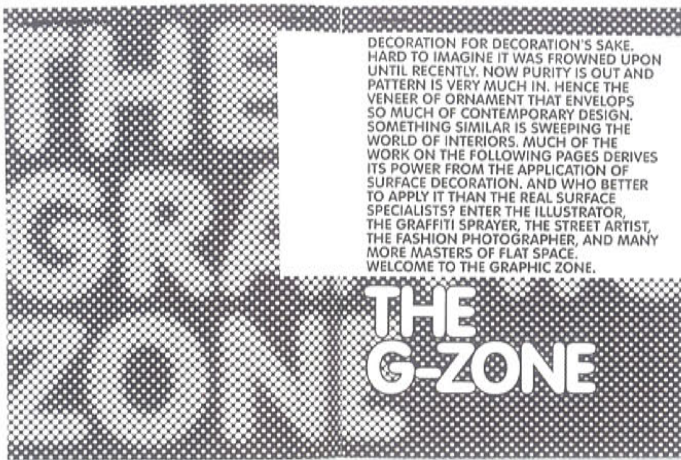 THE
GRA
ZONE
DECORATION FOR DECORATION'S SAKE.
HARD TO IMAGINE IT WAS FROWNED UPON
UNTIL RECENTLY. NOW PURITY IS OUT AND
PATTERN IS VERY MUCH IN. HENCE THE
VENEER OF ORNAMENT THAT ENVELOPS
SO MUCH OF CONTEMPORARY DESIGN.
SOMETHING SIMILAR IS SWEEPING THE
WORLD OF INTERIORS. MUCH OF THE
WORK ON THE FOLLOWING PAGES DERIVES
ITS POWER FROM THE APPLICATION OF
SURFACE DECORATION. AND WHO BETTER
TO APPLY IT THAN THE REAL SURFACE
SPECIALISTS? ENTER THE ILLUSTRATOR,
THE GRAFFITI SPRAYER, THE STREET ARTIST,
THE FASHION PHOTOGRAPHER, AND MANY
MORE MASTERS OF FLAT SPACE.
WELCOME TO THE GRAPHIC ZONE.
THE
G-ZONE